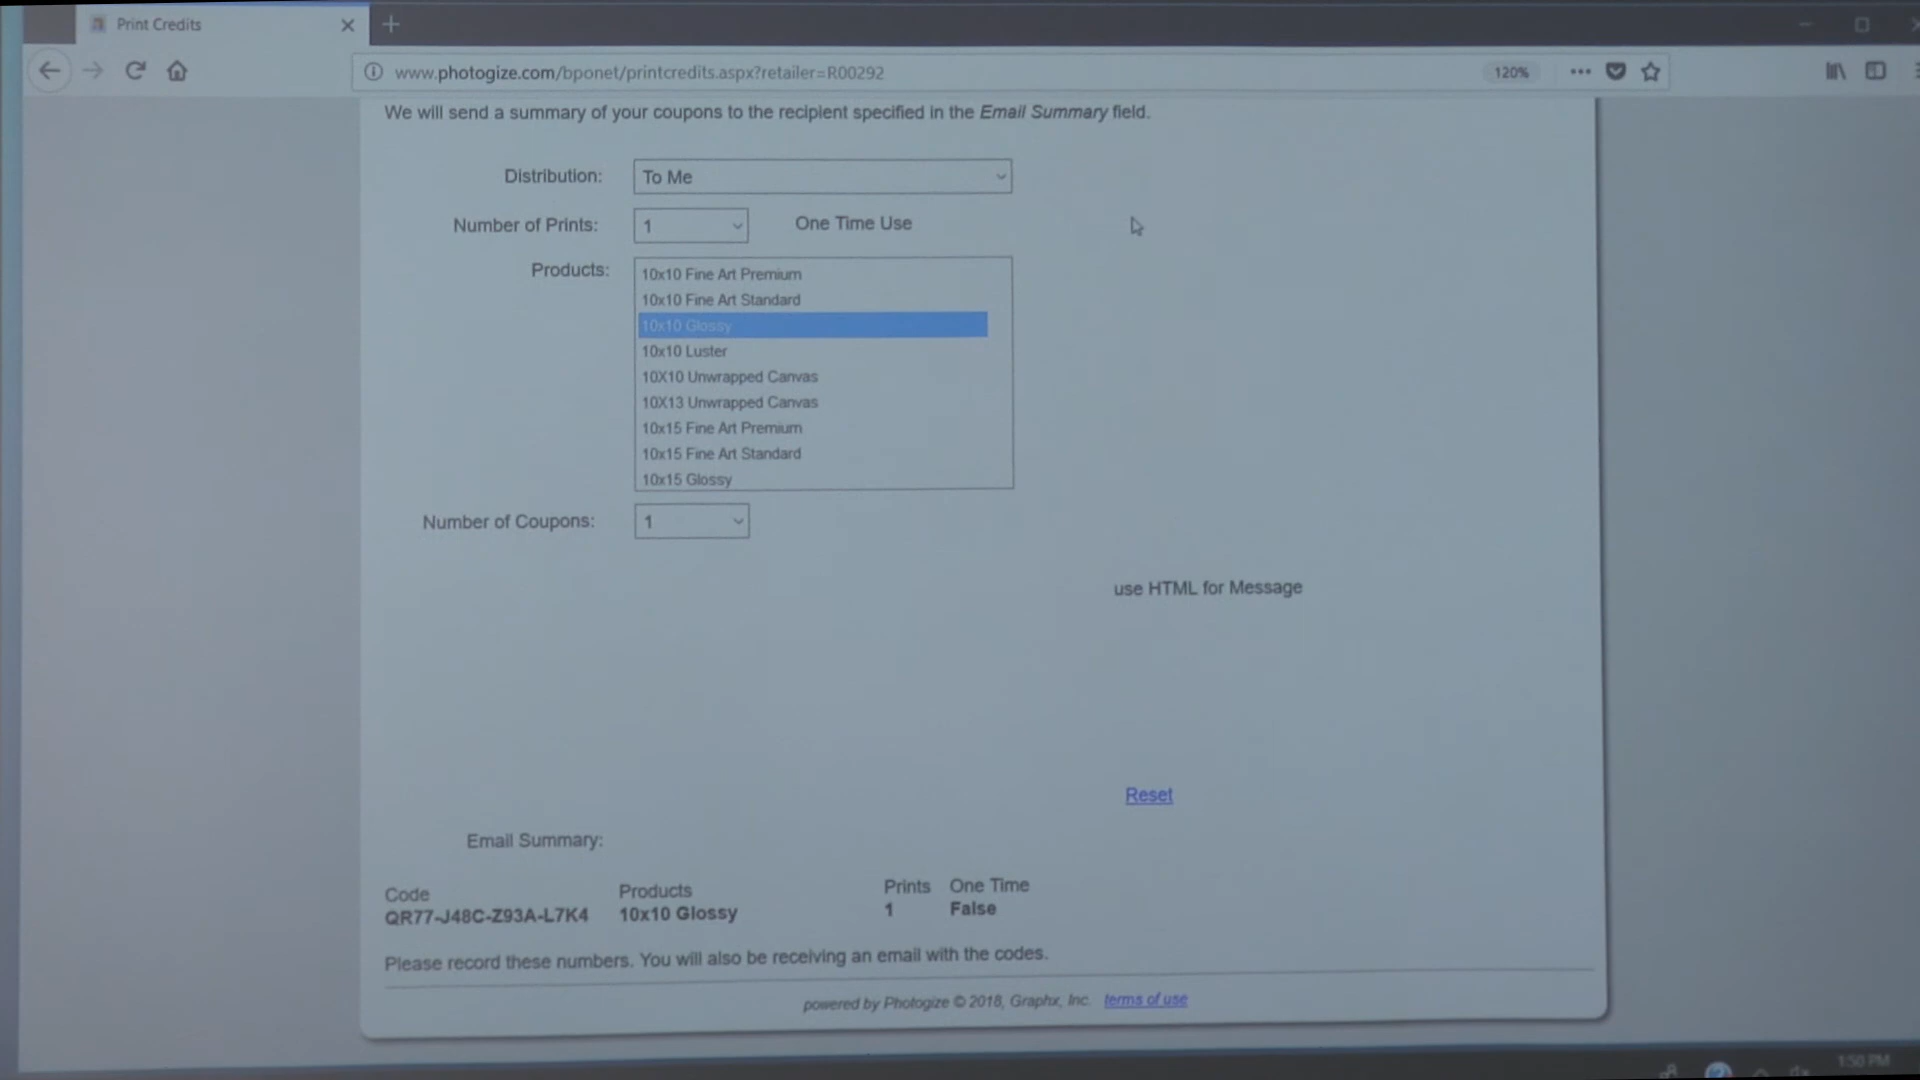 Print Credits
www.photogize.com/bponet/printcredits.aspx?retailer=R00292
120%
We will send a summary of your coupons to the recipient specified in the Email Summary field.
Distribution: To Me
Number of Prints: 1 One Time Use
Products: 10x10 Fine Art Premium
10x10 Fine Art Standard
10x10 Glossy
10x10 Luster
10X10 Unwrapped Canvas
10X13 Unwrapped Canvas
10x15 Fine Art Premium
10x15 Fine Art Standard
10x15 Glossy
Number of Coupons: 1
use HTML for Message
Reset
Email Summary:
Code Products Prints One Time
QR77-J48C-Z93A-L7K4 10x10 Glossy 1 False
Please record these numbers. You will also be receiving an email with the codes.
powered by Photogize © 2018, Graphx, Inc. terms of use
1:50 PM